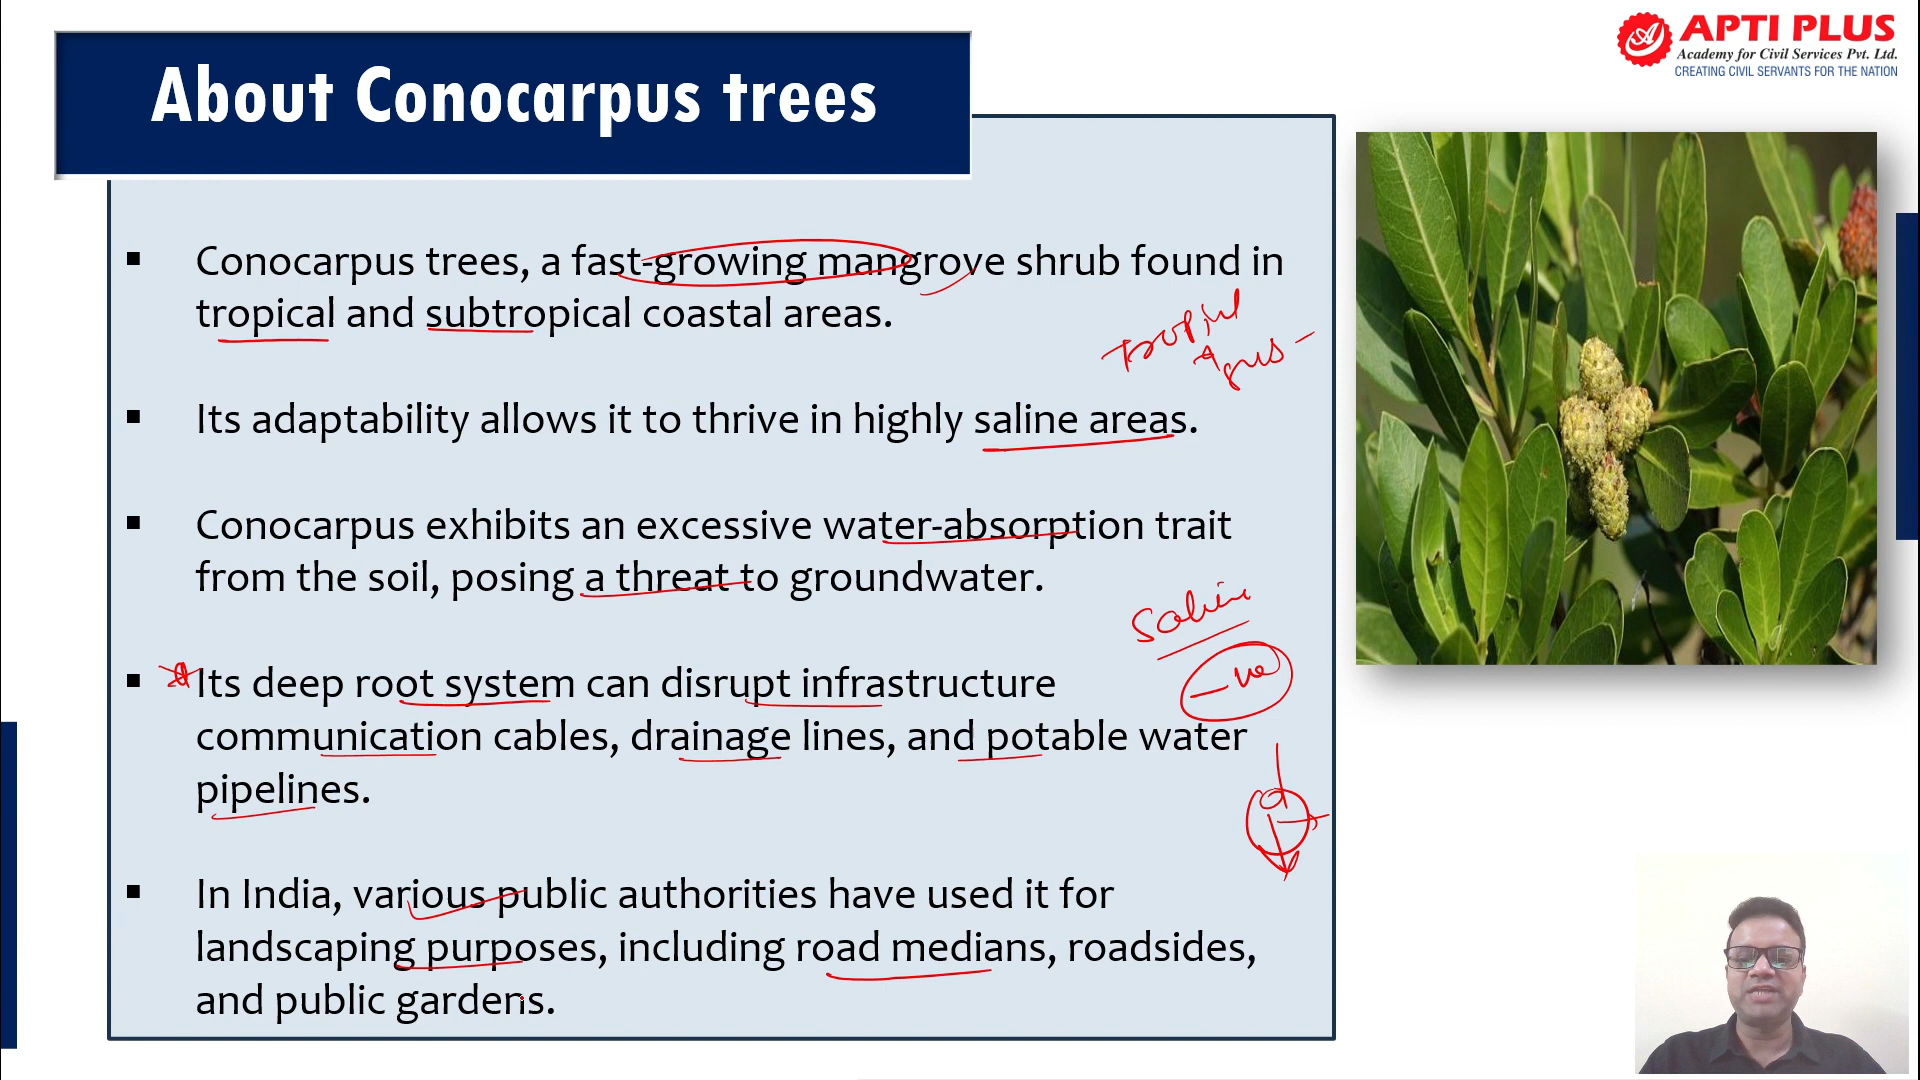 APTI PLUS
Academy for Civil Services Pvt. Ltd.
CREATING CIVIL SERVANTS FOR THE NATION
About Conocarpus trees
▪ Conocarpus trees, a fast-growing mangrove shrub found in
tropical and subtropical coastal areas.
▪ Its adaptability allows it to thrive in highly saline areas.
▪ Conocarpus exhibits an excessive water-absorption trait
from the soil, posing a threat to groundwater.
Saline
-ve
▪ Its deep root system can disrupt infrastructure
communication cables, drainage lines, and potable water
pipelines.
▪ In India, various public authorities have used it for
landscaping purposes, including road medians, roadsides,
and public gardens.